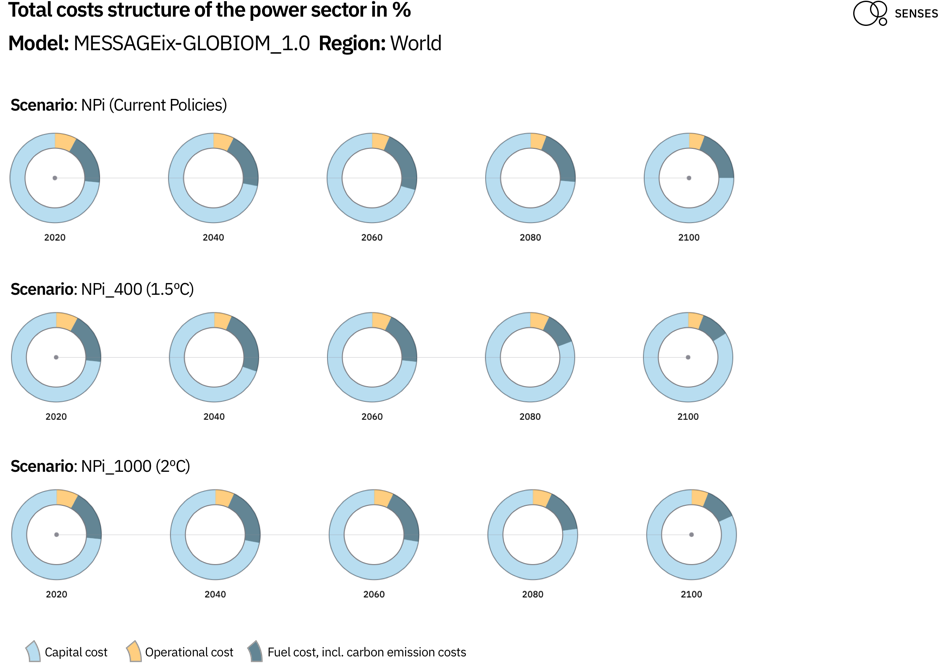 Total costs structure of the power sector in %
SENSES
Model: MESSAGEix-GLOBIOM_1.0 Region: World
Scenario: NPi (Current Policies)
2020 2040 2060 2080 2100
Scenario: NPi_400 (1.5ºC)
2020 2040 2060 2080 2100
Scenario: NPi_1000 (2ºC)
2020 2040 2060 2080 2100
Capital cost Operational cost Fuel cost, incl. carbon emission costs